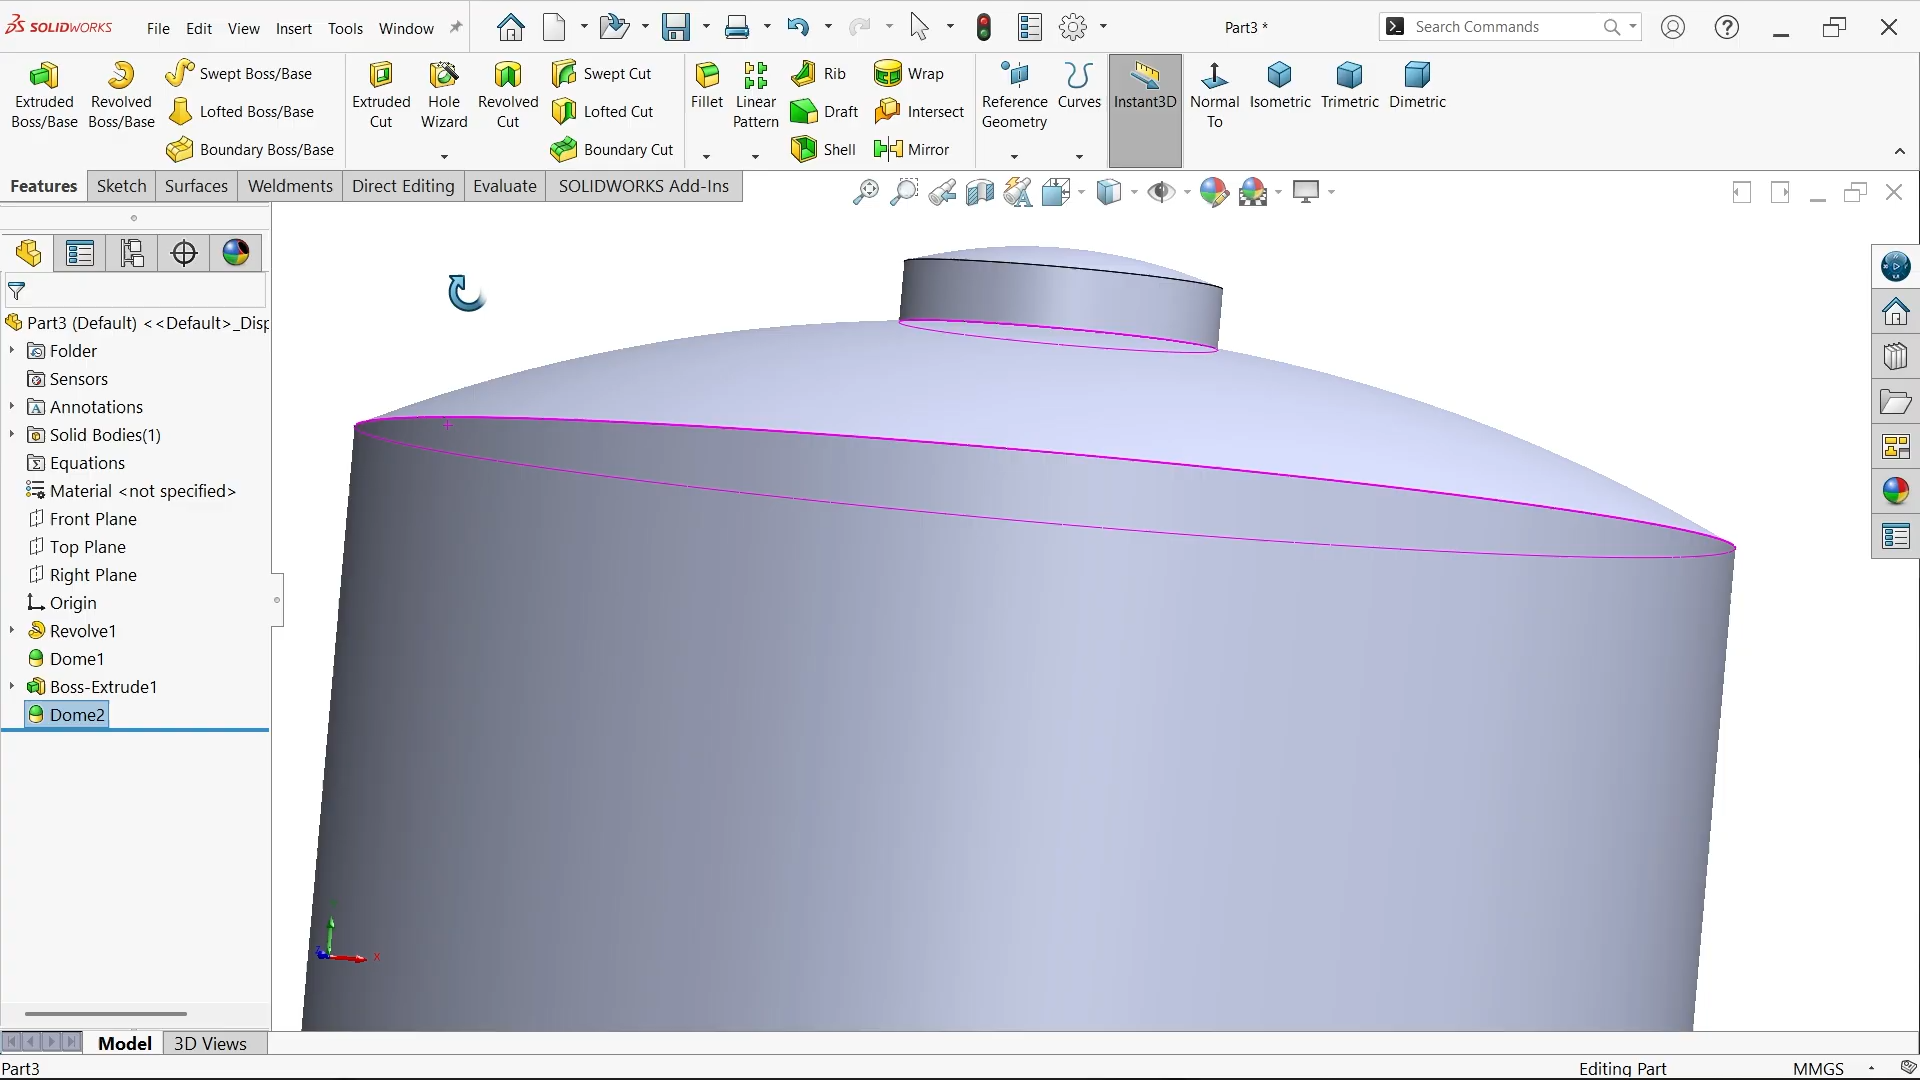 SOLIDWORKS
File Edit View Insert Tools Window
Part3 *
Search Commands
Extruded Boss/Base
Revolved Boss/Base
Swept Boss/Base
Lofted Boss/Base
Boundary Boss/Base
Extruded Cut
Hole Wizard
Revolved Cut
Swept Cut
Lofted Cut
Boundary Cut
Fillet
Linear Pattern
Rib
Draft
Shell
Wrap
Intersect
Mirror
Reference Geometry
Curves
Instant3D
Normal To
Isometric
Trimetric
Dimetric
Features Sketch Surfaces Weldments Direct Editing Evaluate SOLIDWORKS Add-Ins
Part3 (Default) <<Default>_Disp
Folder
Sensors
Annotations
Solid Bodies(1)
Equations
Material <not specified>
Front Plane
Top Plane
Right Plane
Origin
Revolve1
Dome1
Boss-Extrude1
Dome2
x
Model 3D Views
Part3 Editing Part MMGS